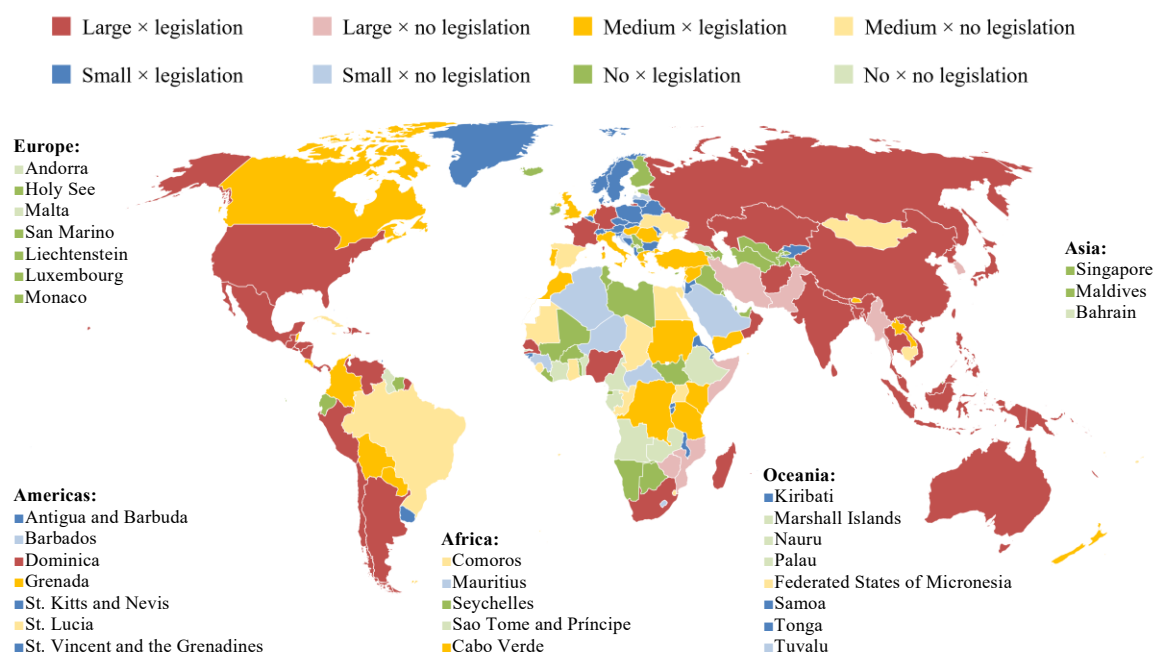 Large × legislation
Large × no legislation
Medium × legislation
Medium × no legislation
Small × legislation
Small × no legislation
No × legislation
No × no legislation
Europe:
Andorra
Holy See
Malta
San Marino
Liechtenstein
Luxembourg
Monaco
Asia:
Singapore
Maldives
Bahrain
Americas:
Antigua and Barbuda
Barbados
Dominica
Grenada
St. Kitts and Nevis
St. Lucia
St. Vincent and the Grenadines
Africa:
Comoros
Mauritius
Seychelles
Sao Tome and Príncipe
Cabo Verde
Oceania:
Kiribati
Marshall Islands
Nauru
Palau
Federated States of Micronesia
Samoa
Tonga
Tuvalu